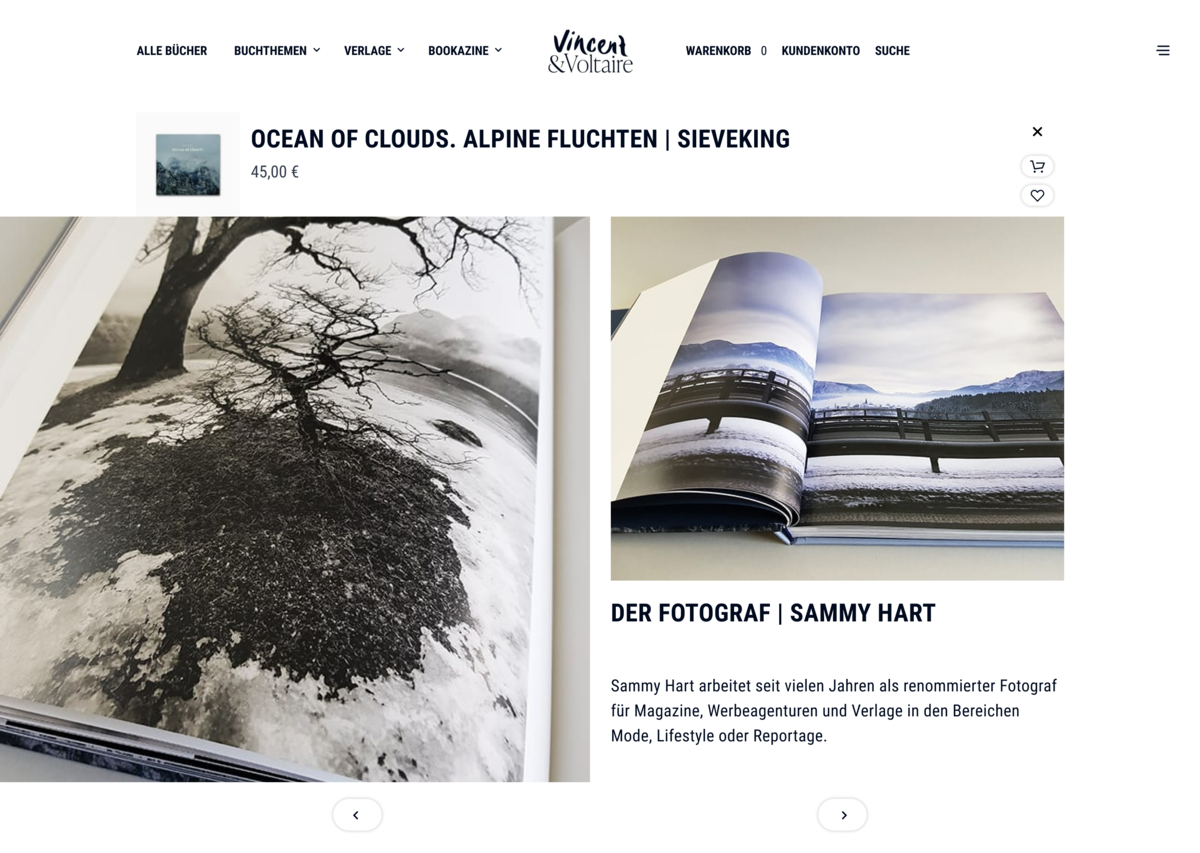 ALLE BÜCHER BUCHTHEMEN VERLAGE BOOKAZINE Vincent &Voltaire WARENKORB 0 KUNDENKONTO SUCHE
OCEAN OF CLOUDS. ALPINE FLUCHTEN | SIEVEKING
45,00 €
DER FOTOGRAF | SAMMY HART
Sammy Hart arbeitet seit vielen Jahren als renommierter Fotograf
für Magazine, Werbeagenturen und Verlage in den Bereichen
Mode, Lifestyle oder Reportage.